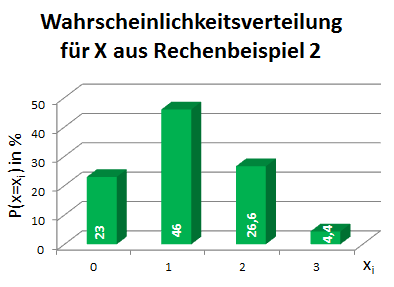 Wahrscheinlichkeitsverteilung
für X aus Rechenbeispiel 2
P(x=xᵢ) in %
50
40
30
20
10
0
23
46
26,6
4,4
0 1 2 3 xᵢ